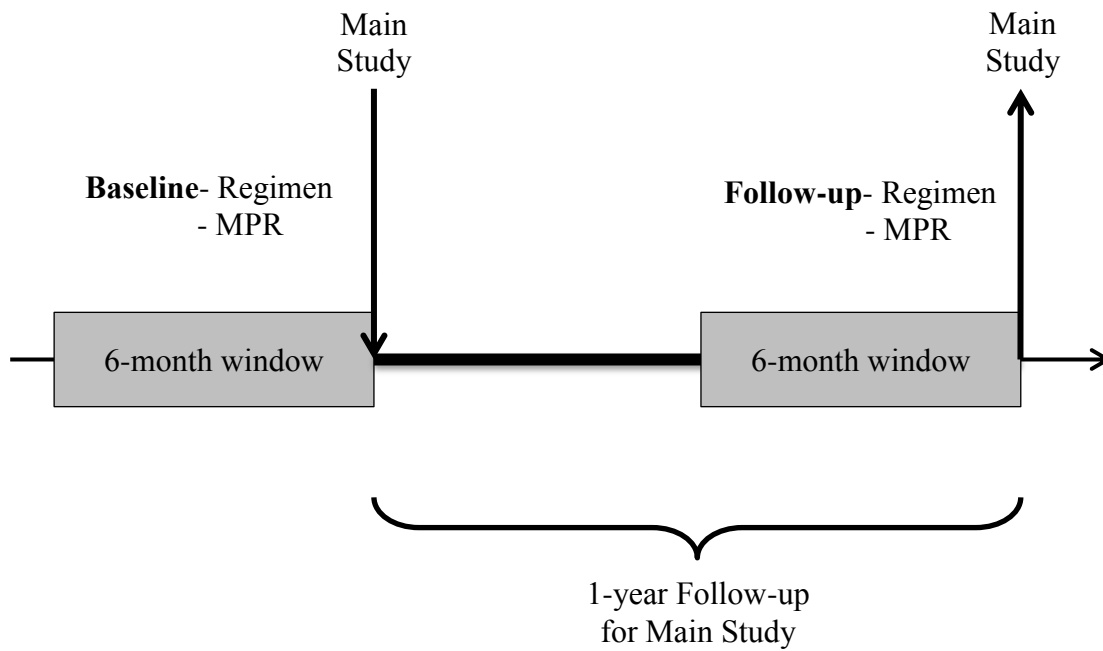 Main
Study
Main
Study
Baseline- Regimen
- MPR
Follow-up- Regimen
- MPR
6-month window
6-month window
1-year Follow-up
for Main Study